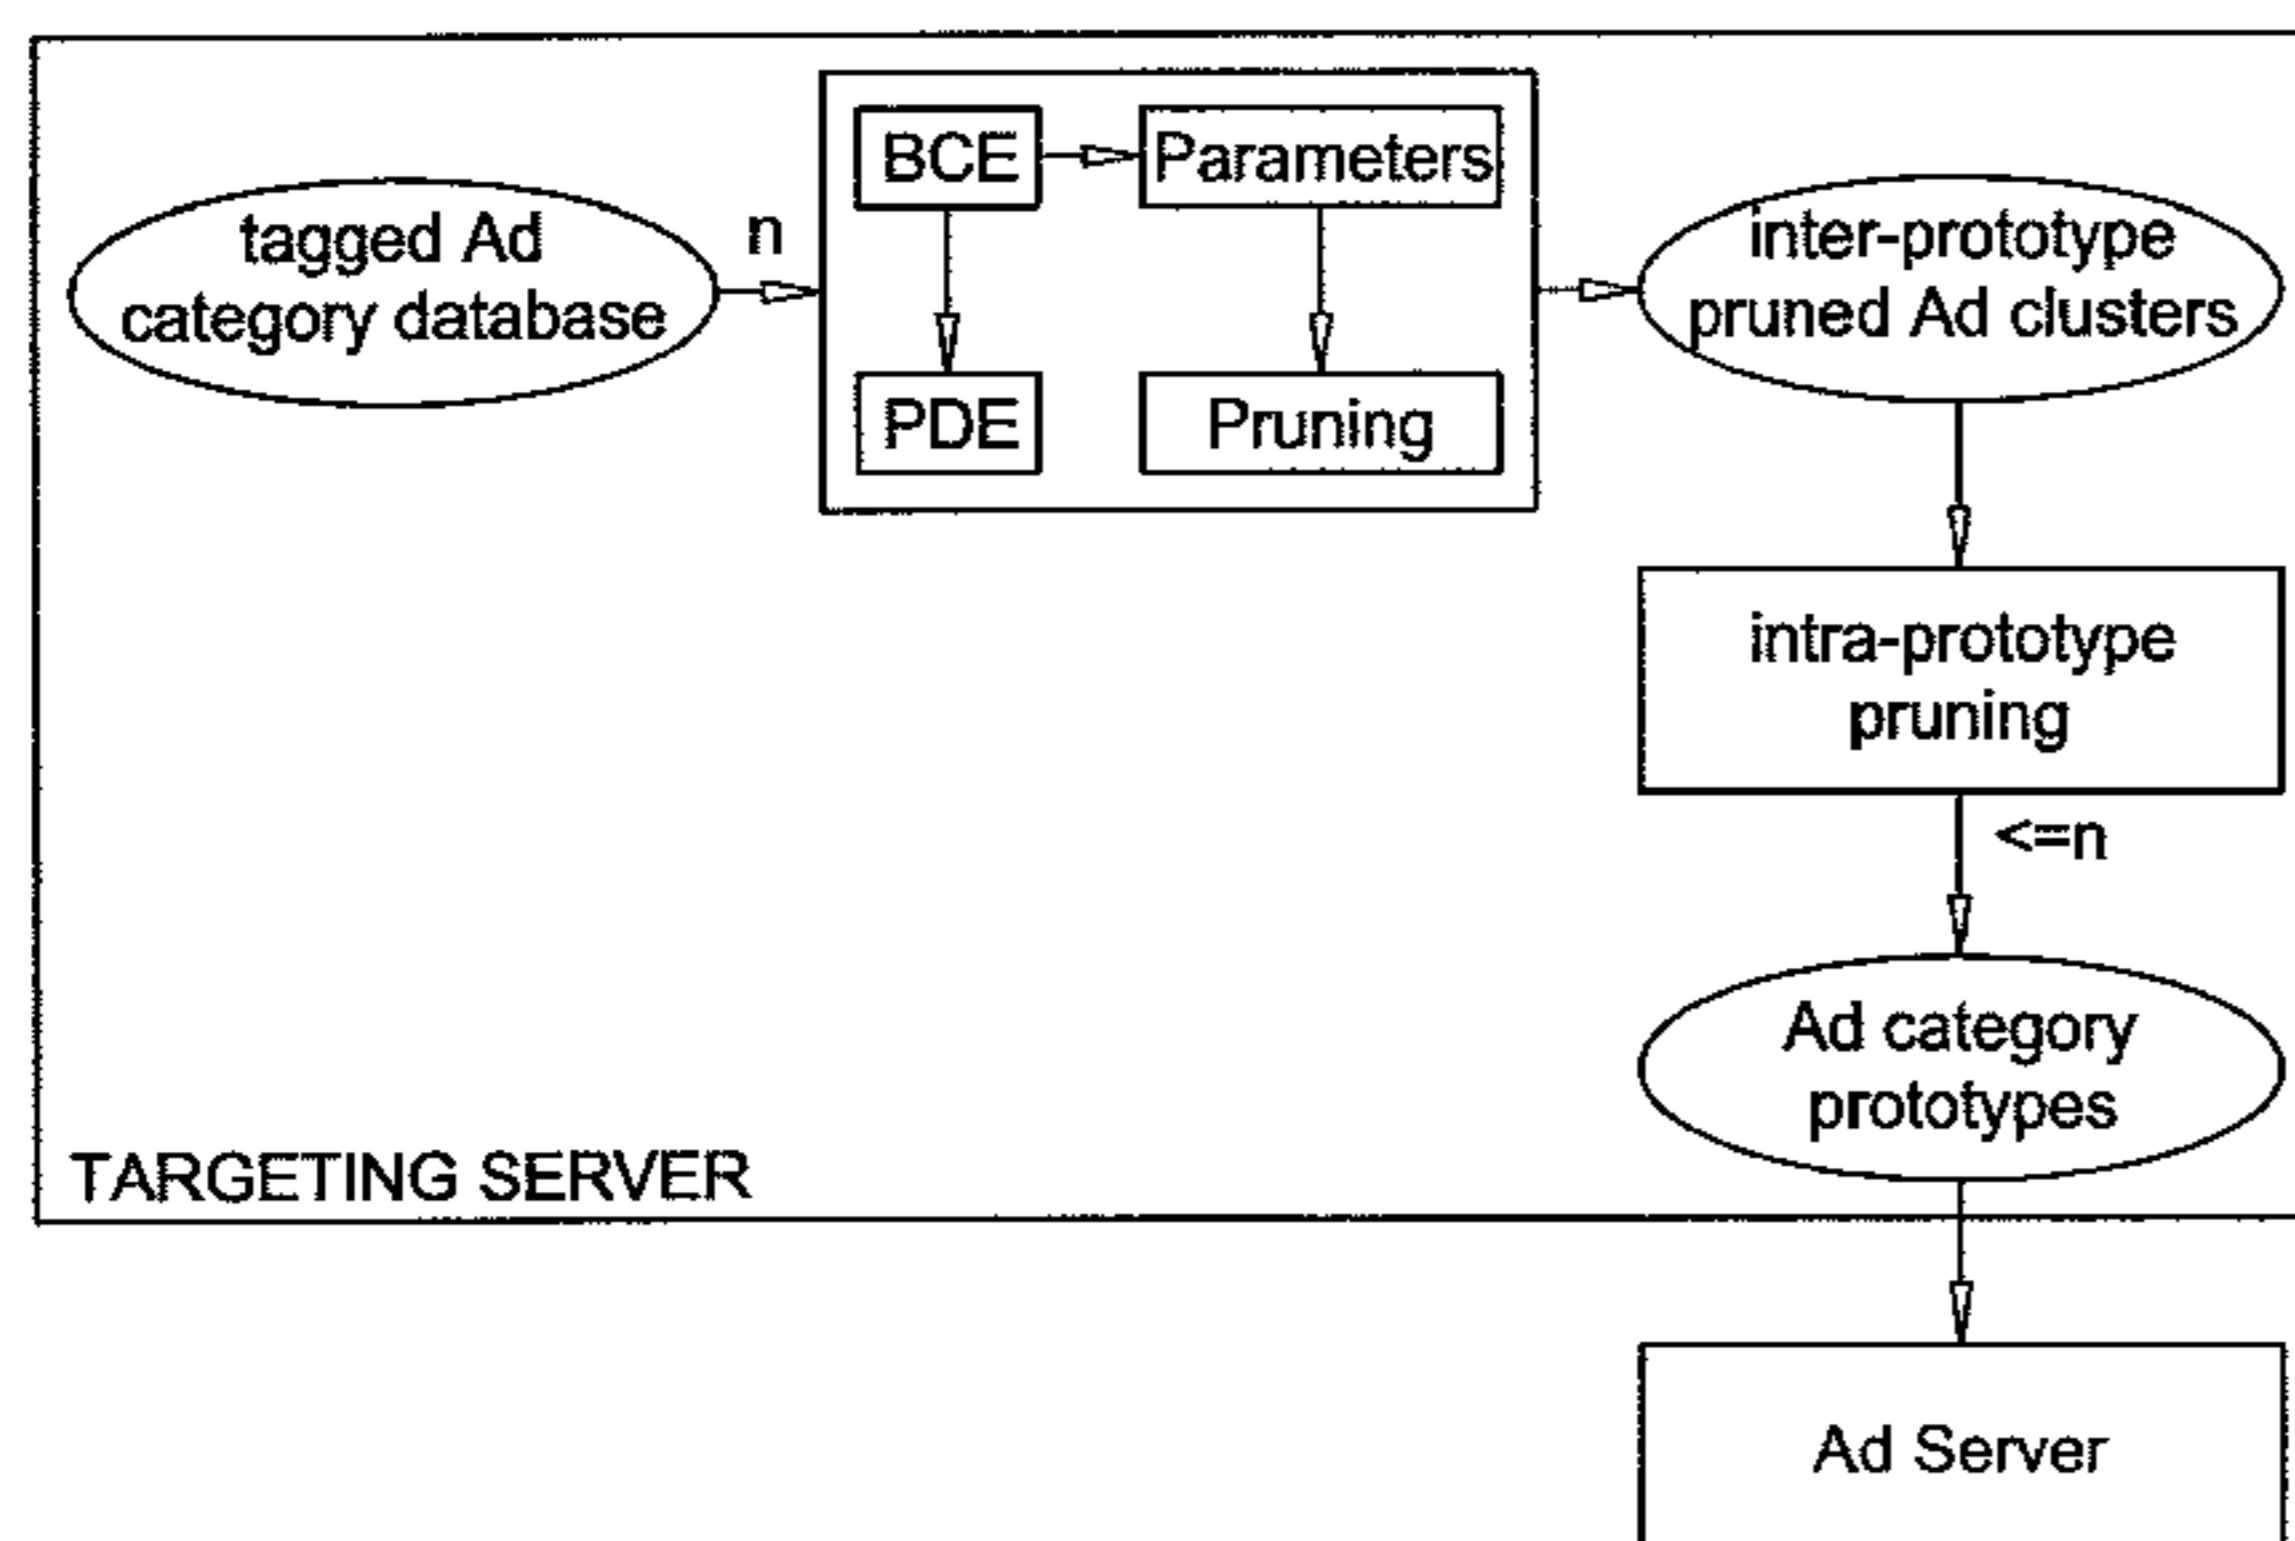 tagged Ad
category database
n
BCE
Parameters
PDE
Pruning
inter-prototype
pruned Ad clusters
intra-prototype
pruning
<=n
Ad category
prototypes
TARGETING SERVER
Ad Server